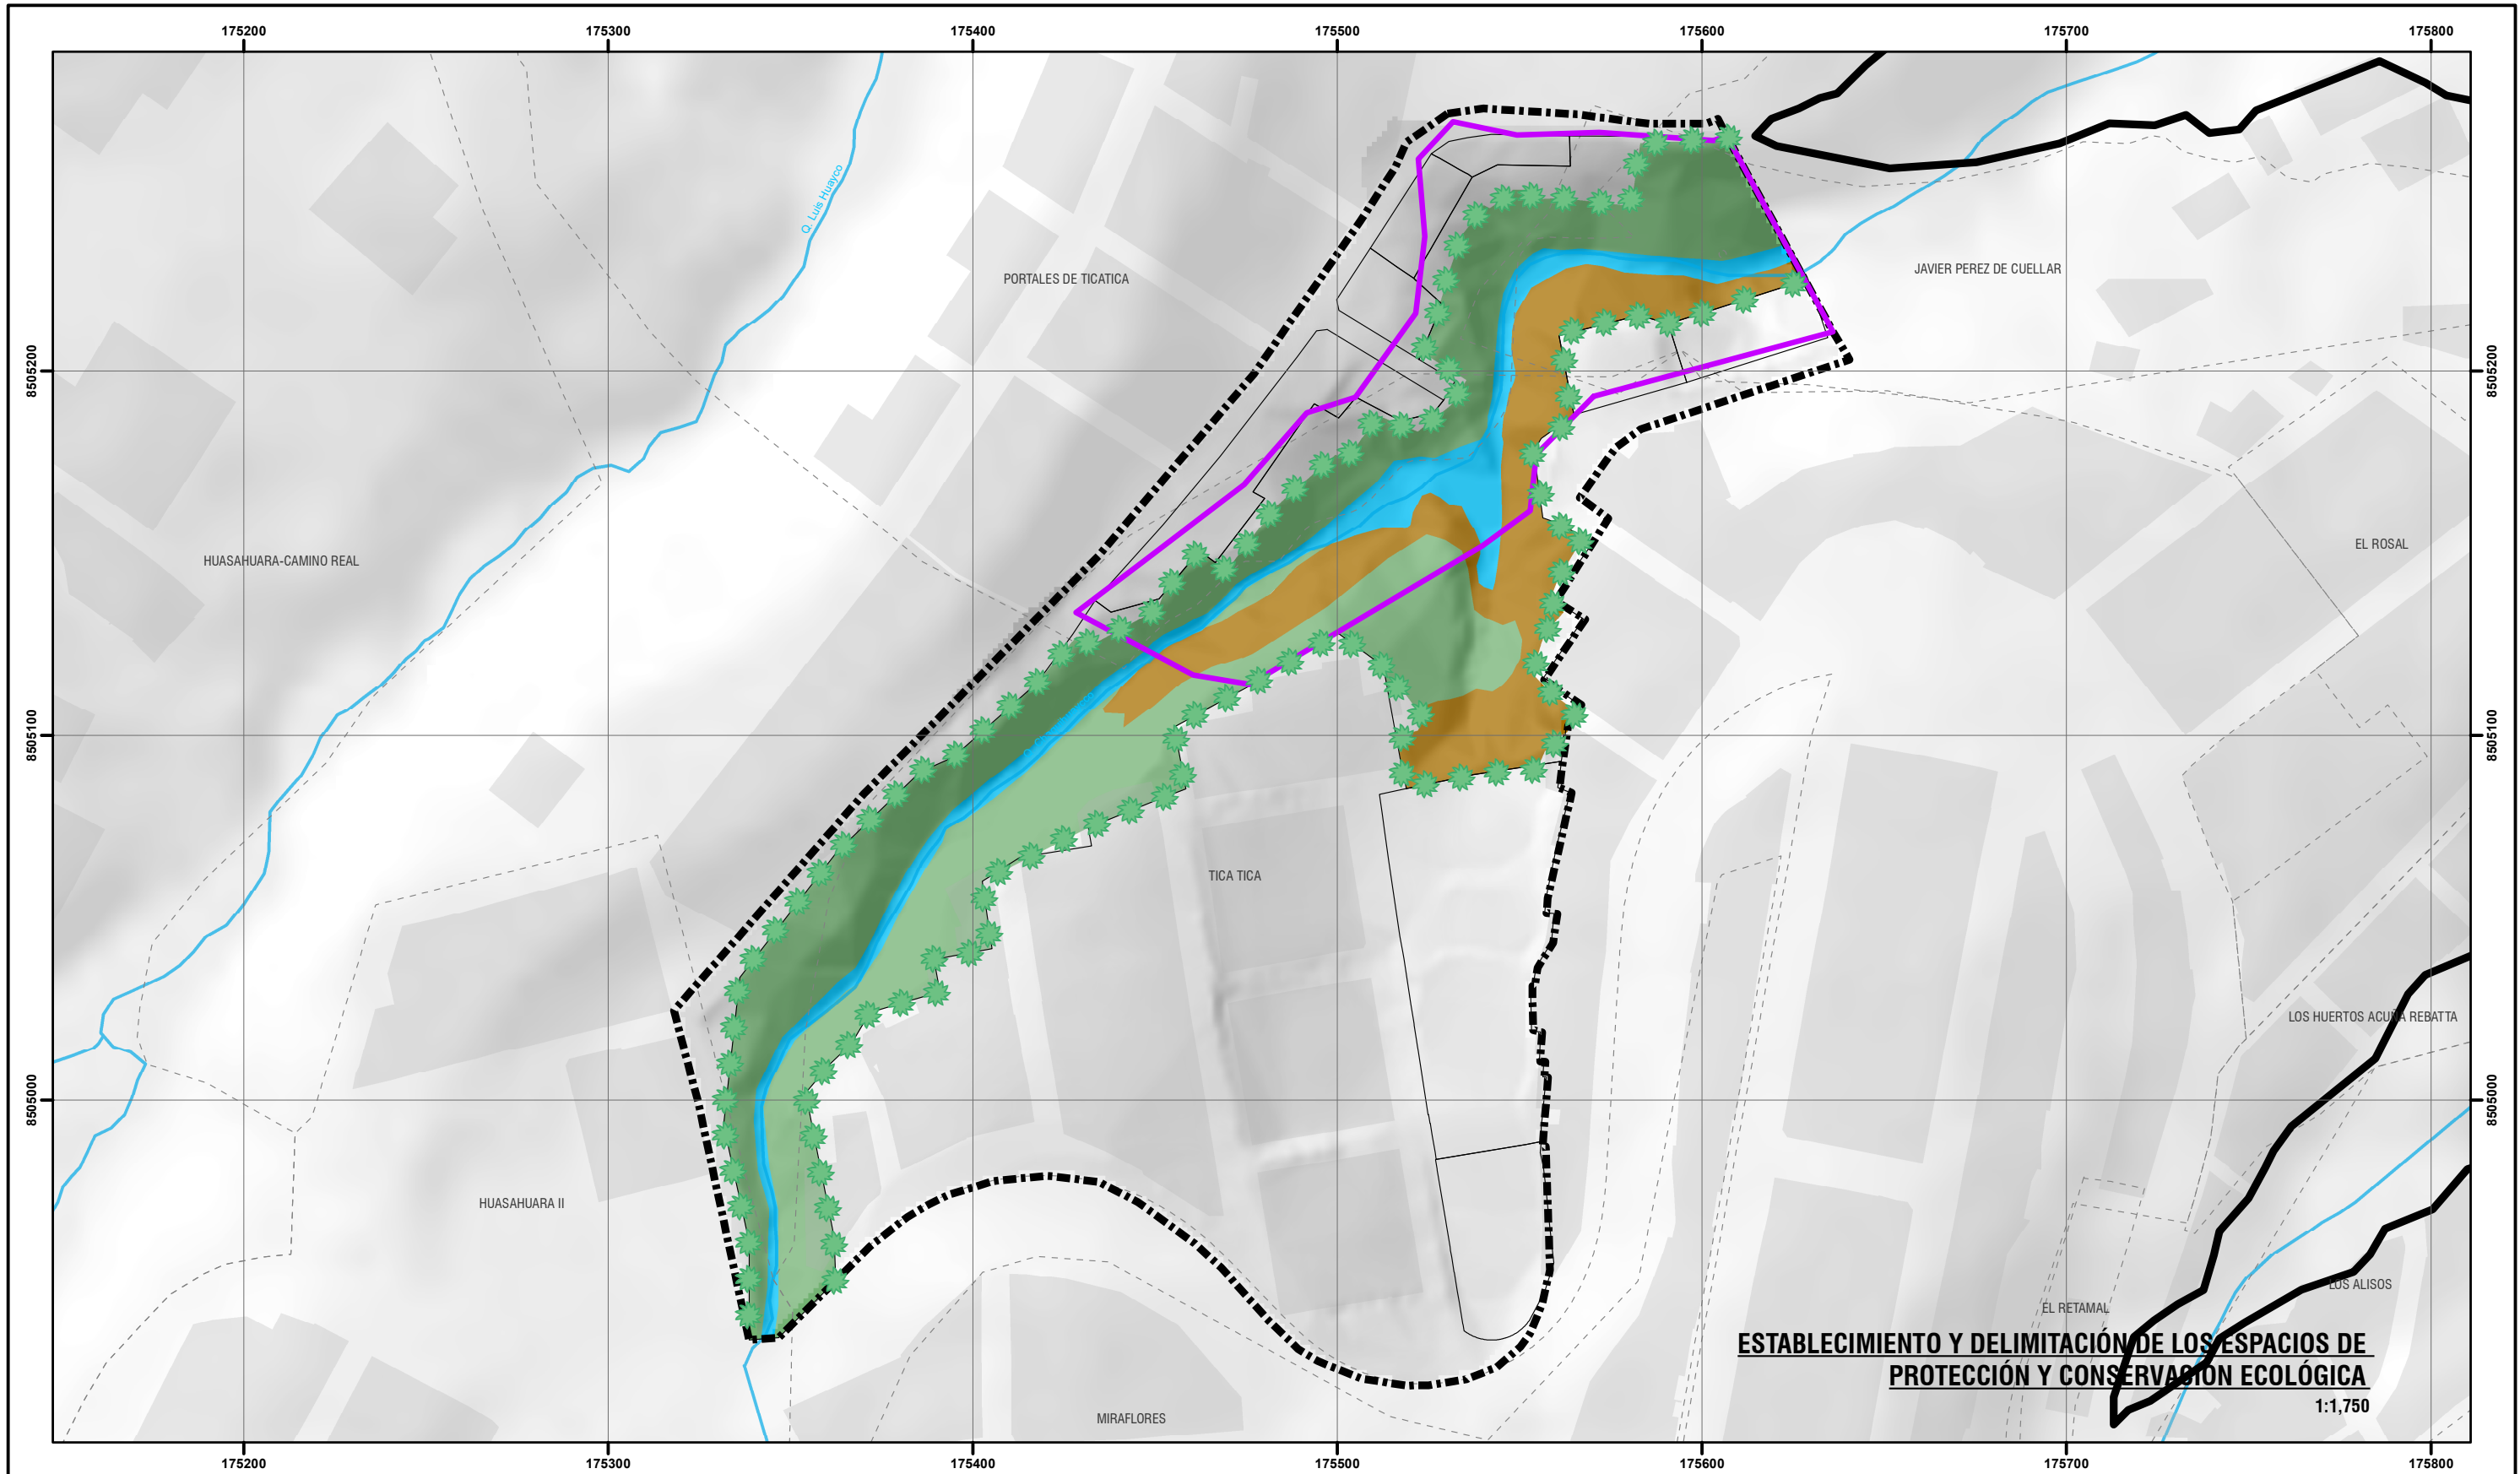 175200 175300 175400 175500 175600 175700 175800
Q. Luis Huayco
PORTALES DE TICATICA
JAVIER PEREZ DE CUELLAR
8505200 8505200
EL ROSAL
HUASAHUARA-CAMINO REAL
8505100 8505100
TICA TICA
LOS HUERTOS ACUÑA REBATTA
8505000 8505000
HUASAHUARA II
LOS ALISOS
EL RETAMAL
ESTABLECIMIENTO Y DELIMITACIÓN DE LOS ESPACIOS DE
PROTECCIÓN Y CONSERVACIÓN ECOLÓGICA
1:1,750
MIRAFLORES
175200 175300 175400 175500 175600 175700 175800